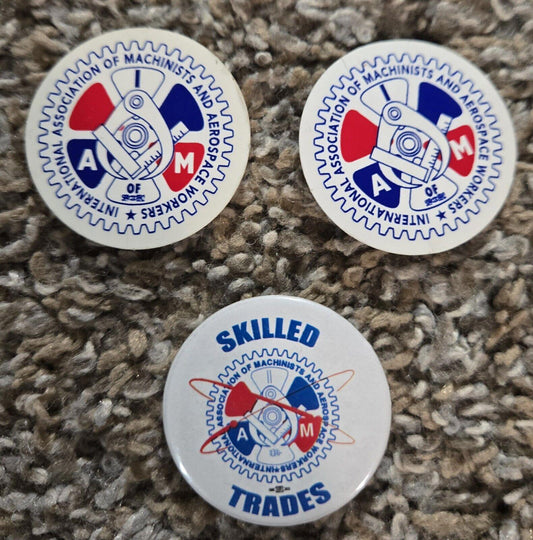 INTERNATIONAL ASSOCIATION OF MACHINISTS AND AEROSPACE WORKERS ★
I
A M
OF
INTERNATIONAL ASSOCIATION OF MACHINISTS AND AEROSPACE WORKERS ★
I
A M
OF
SKILLED
INTERNATIONAL ASSOCIATION OF MACHINISTS AND AEROSPACE WORKERS ★
I
A M
TRADES